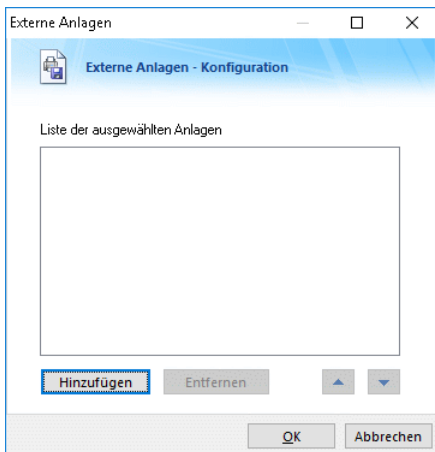 Externe Anlagen
Externe Anlagen - Konfiguration
Liste der ausgewählten Anlagen
Hinzufügen Entfernen
OK Abbrechen